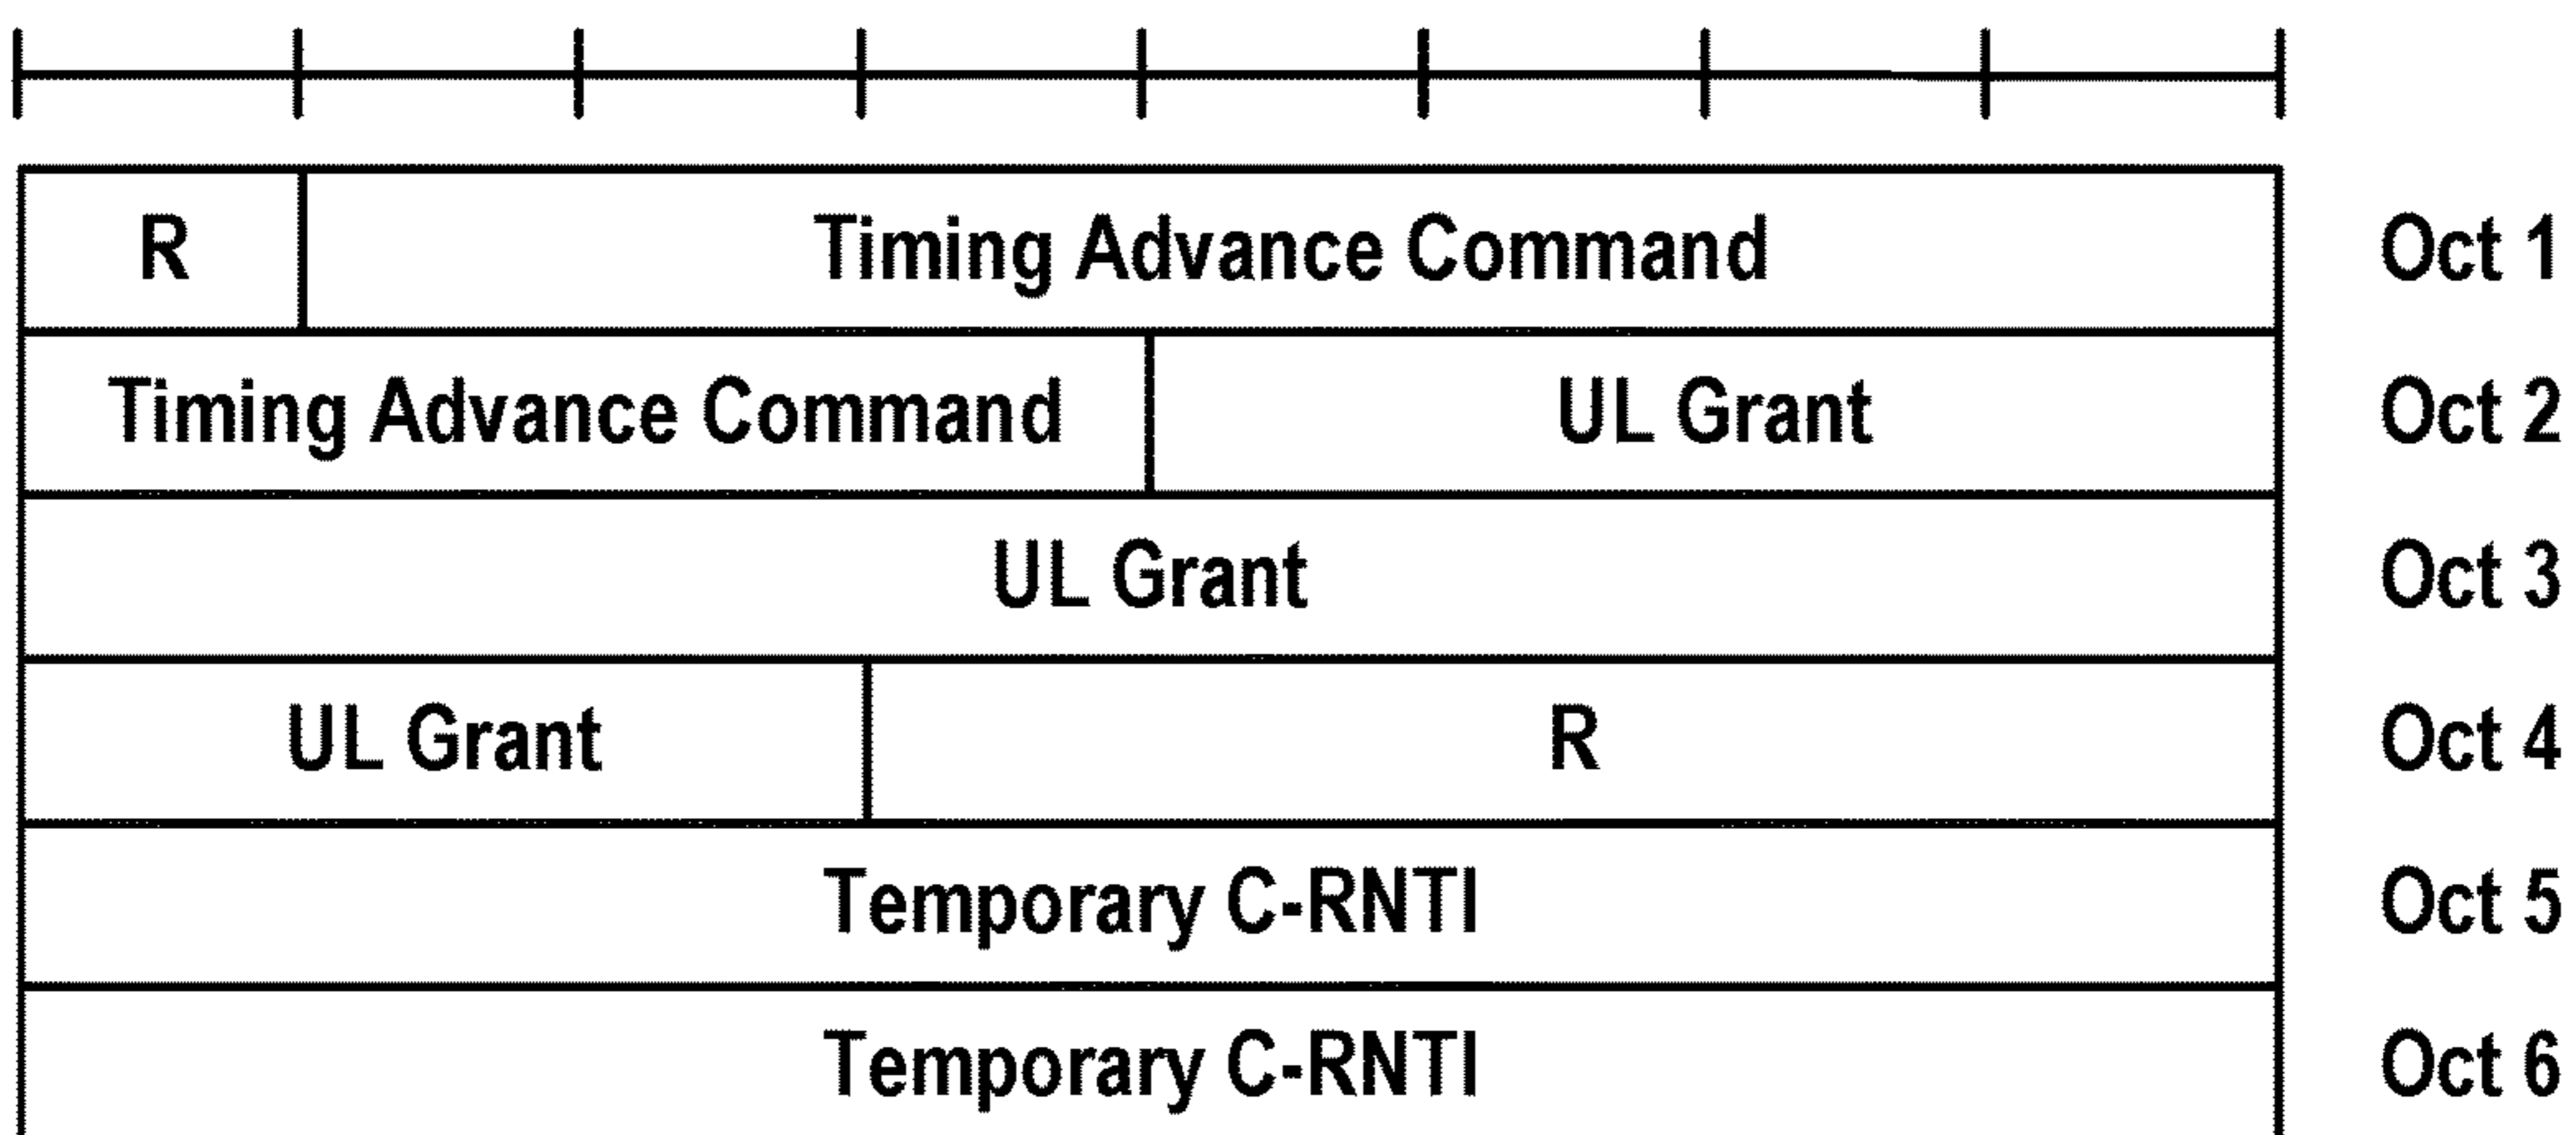 R Timing Advance Command Oct 1
Timing Advance Command UL Grant Oct 2
UL Grant Oct 3
UL Grant R Oct 4
Temporary C-RNTI Oct 5
Temporary C-RNTI Oct 6